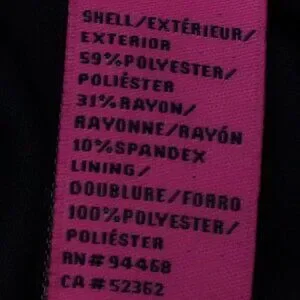 SHELL/EXTÉRIEUR/
EXTERIOR
59%POLYESTER/
POLIÉSTER
31%RAYON/
RAYONNE/RAYÓN
10%SPANDEX
LINING/
DOUBLURE/FORRO
100%POLYESTER/
POLIÉSTER
RN# 94468
CA# 52362